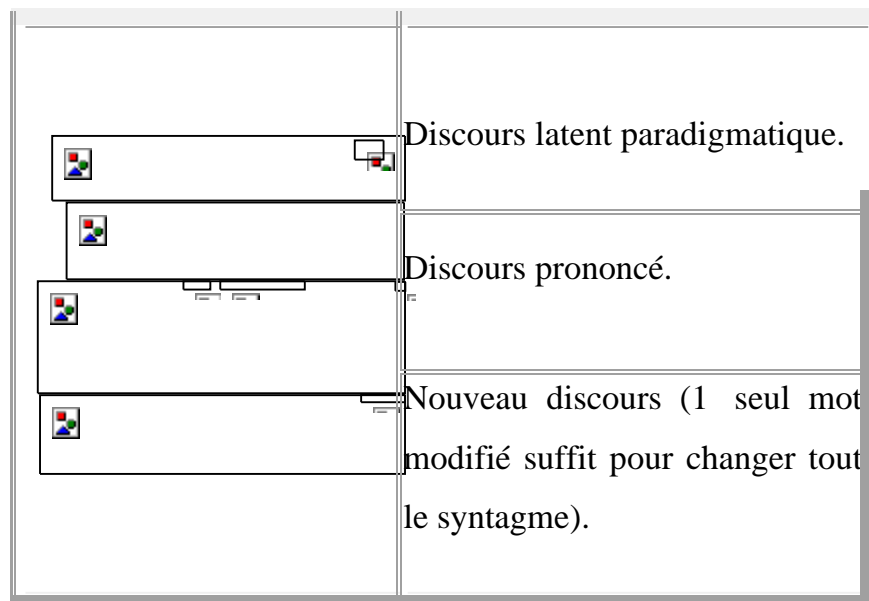 Discours latent paradigmatique.
Discours prononcé.
Nouveau discours (1 seul mot
modifié suffit pour changer tout
le syntagme).